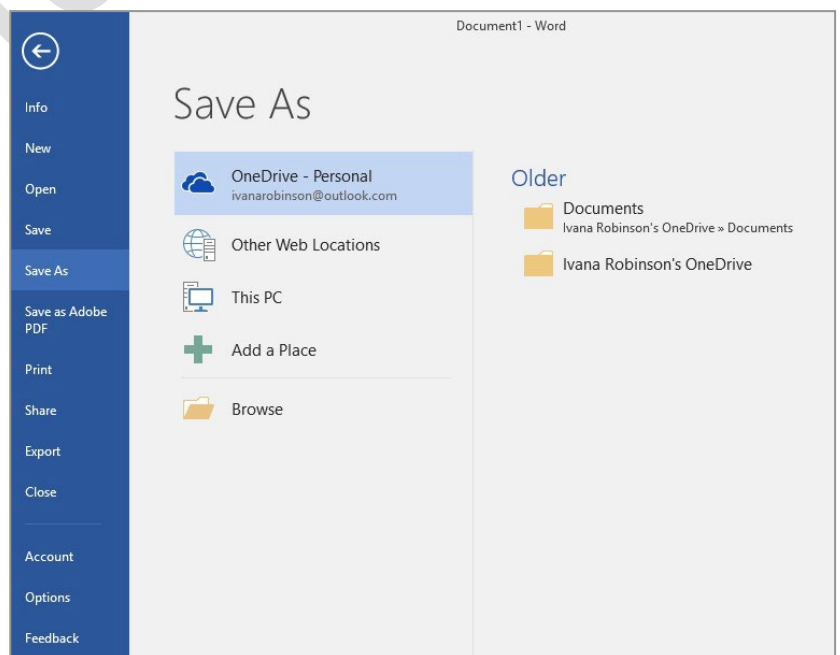 Document1 - Word
Info
New
Open
Save
Save As
Save as Adobe
PDF
Print
Share
Export
Close
Account
Options
Feedback
Save As
OneDrive - Personal
ivanarobinson@outlook.com
Other Web Locations
This PC
Add a Place
Browse
Older
Documents
Ivana Robinson's OneDrive » Documents
Ivana Robinson's OneDrive